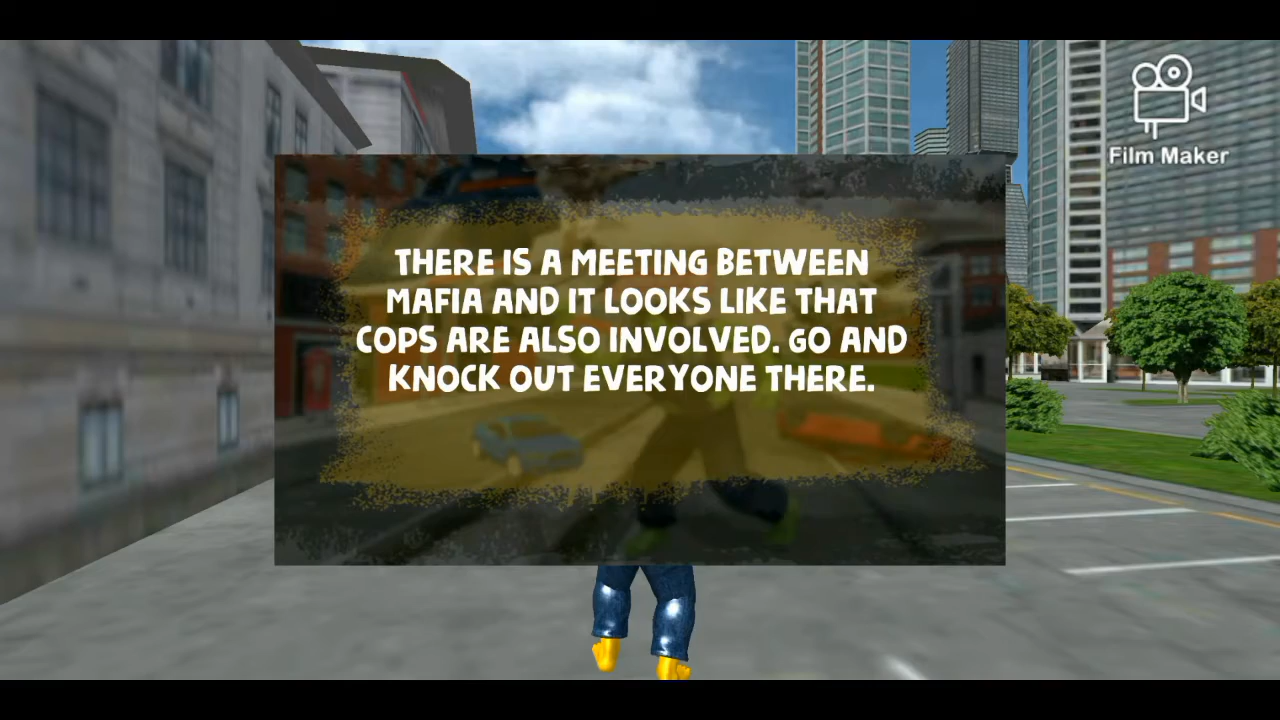 Film Maker
THERE IS A MEETING BETWEEN
MAFIA AND IT LOOKS LIKE THAT
COPS ARE ALSO INVOLVED. GO AND
KNOCK OUT EVERYONE THERE.